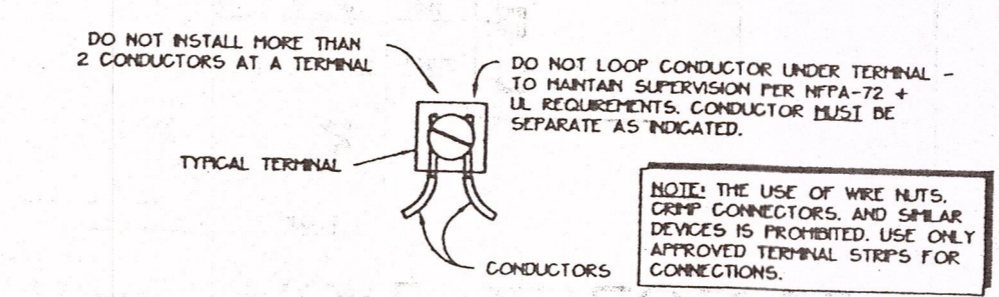 DO NOT INSTALL MORE THAN
2 CONDUCTORS AT A TERMINAL
DO NOT LOOP CONDUCTOR UNDER TERMINAL -
TO MAINTAIN SUPERVISION PER NFPA-72 +
UL REQUIREMENTS. CONDUCTOR MUST BE
SEPARATE AS INDICATED.
TYPICAL TERMINAL
CONDUCTORS
NOTE: THE USE OF WIRE NUTS,
CRIMP CONNECTORS, AND SIMILAR
DEVICES IS PROHIBITED. USE ONLY
APPROVED TERMINAL STRIPS FOR
CONNECTIONS.